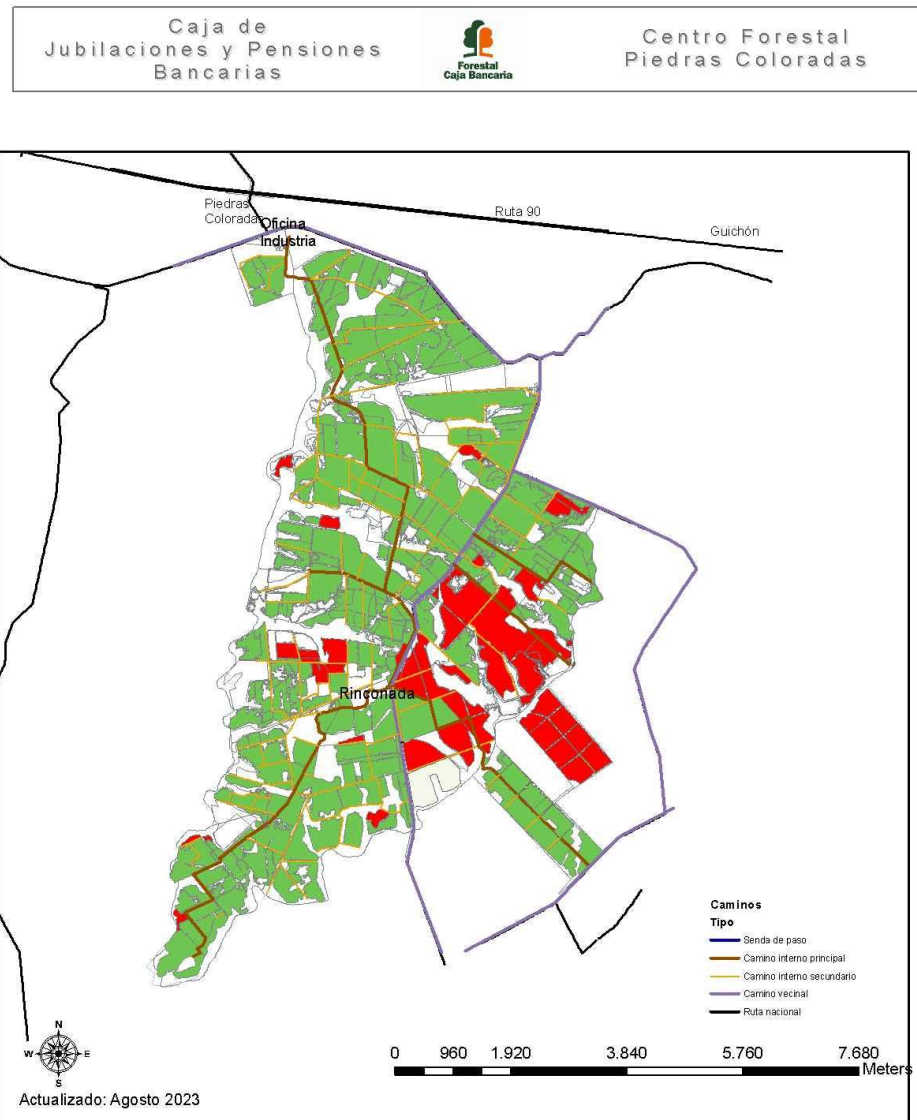 Caja de
Jubilaciones y Pensiones
Bancarias
Forestal
Caja Bancaria
Centro Forestal
Piedras Coloradas
Piedras
Coloradas
Oficina
Industria
Ruta 90
Guichón
Rinconada
Caminos
Tipo
Senda de paso
Camino interno principal
Camino interno secundario
Camino vecinal
Ruta nacional
N
W E
S
0 960 1.920 3.840 5.760 7.680
Meters
Actualizado: Agosto 2023